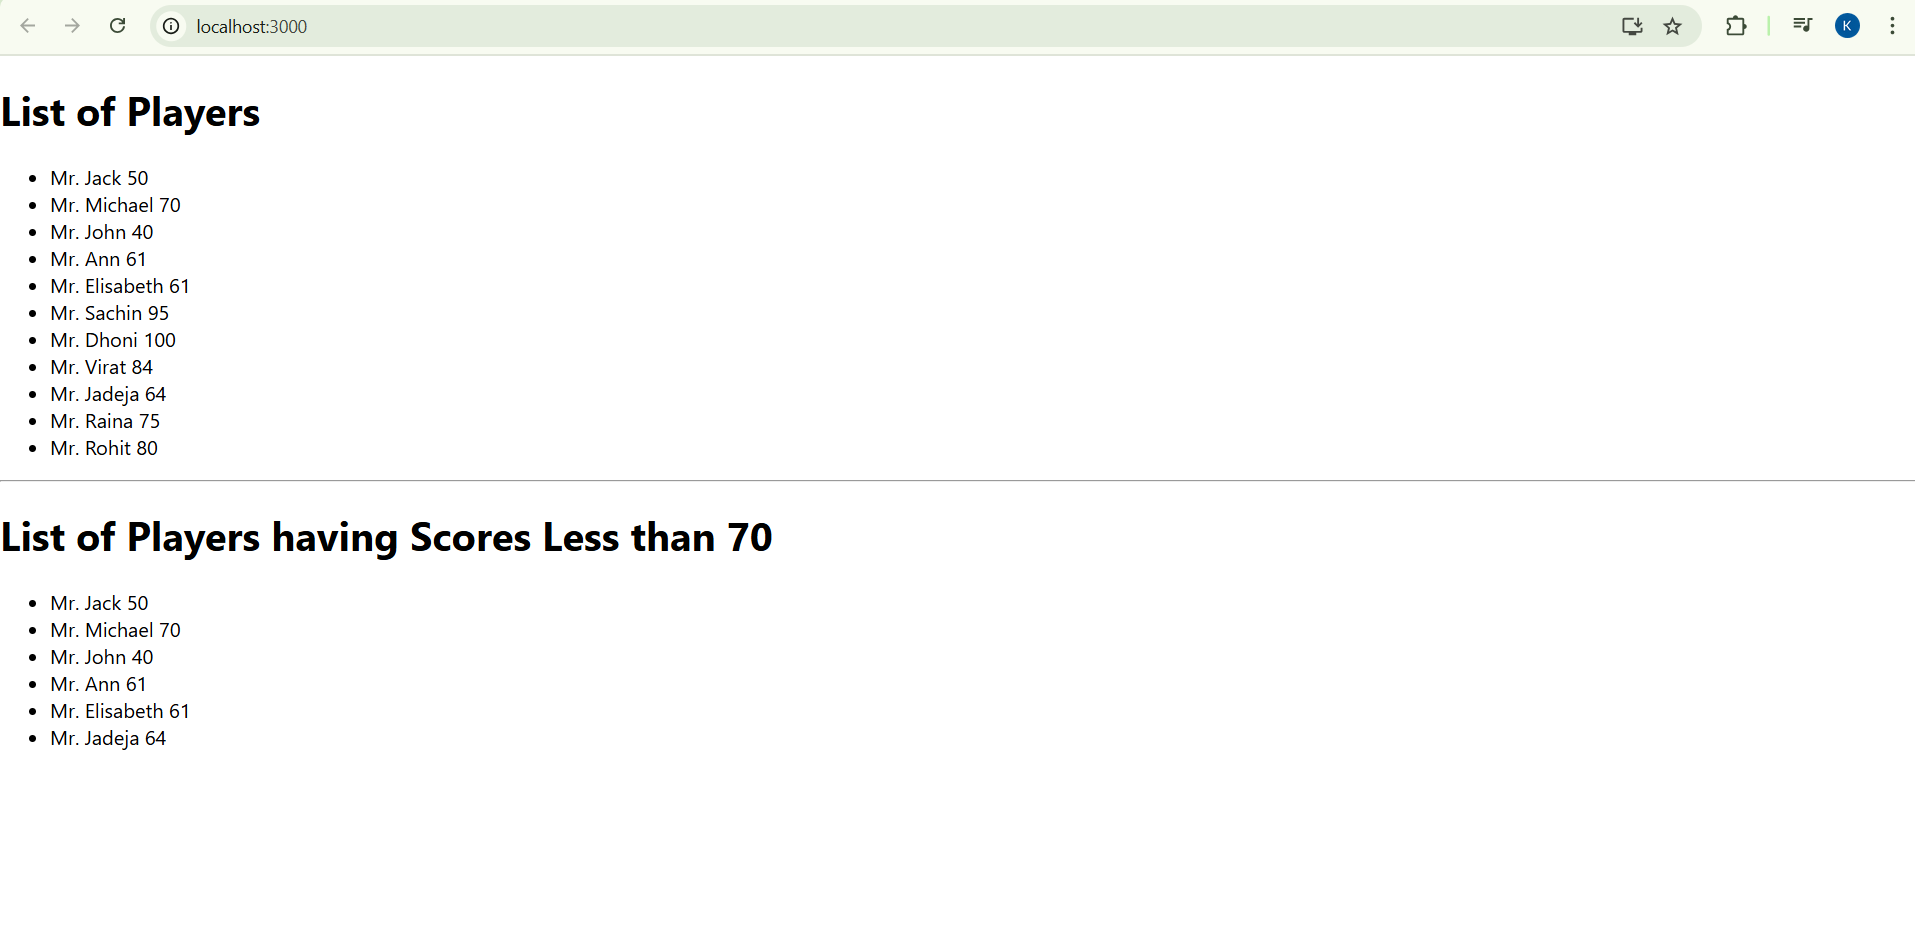 localhost:3000
K
List of Players
Mr. Jack 50
Mr. Michael 70
Mr. John 40
Mr. Ann 61
Mr. Elisabeth 61
Mr. Sachin 95
Mr. Dhoni 100
Mr. Virat 84
Mr. Jadeja 64
Mr. Raina 75
Mr. Rohit 80
List of Players having Scores Less than 70
Mr. Jack 50
Mr. Michael 70
Mr. John 40
Mr. Ann 61
Mr. Elisabeth 61
Mr. Jadeja 64